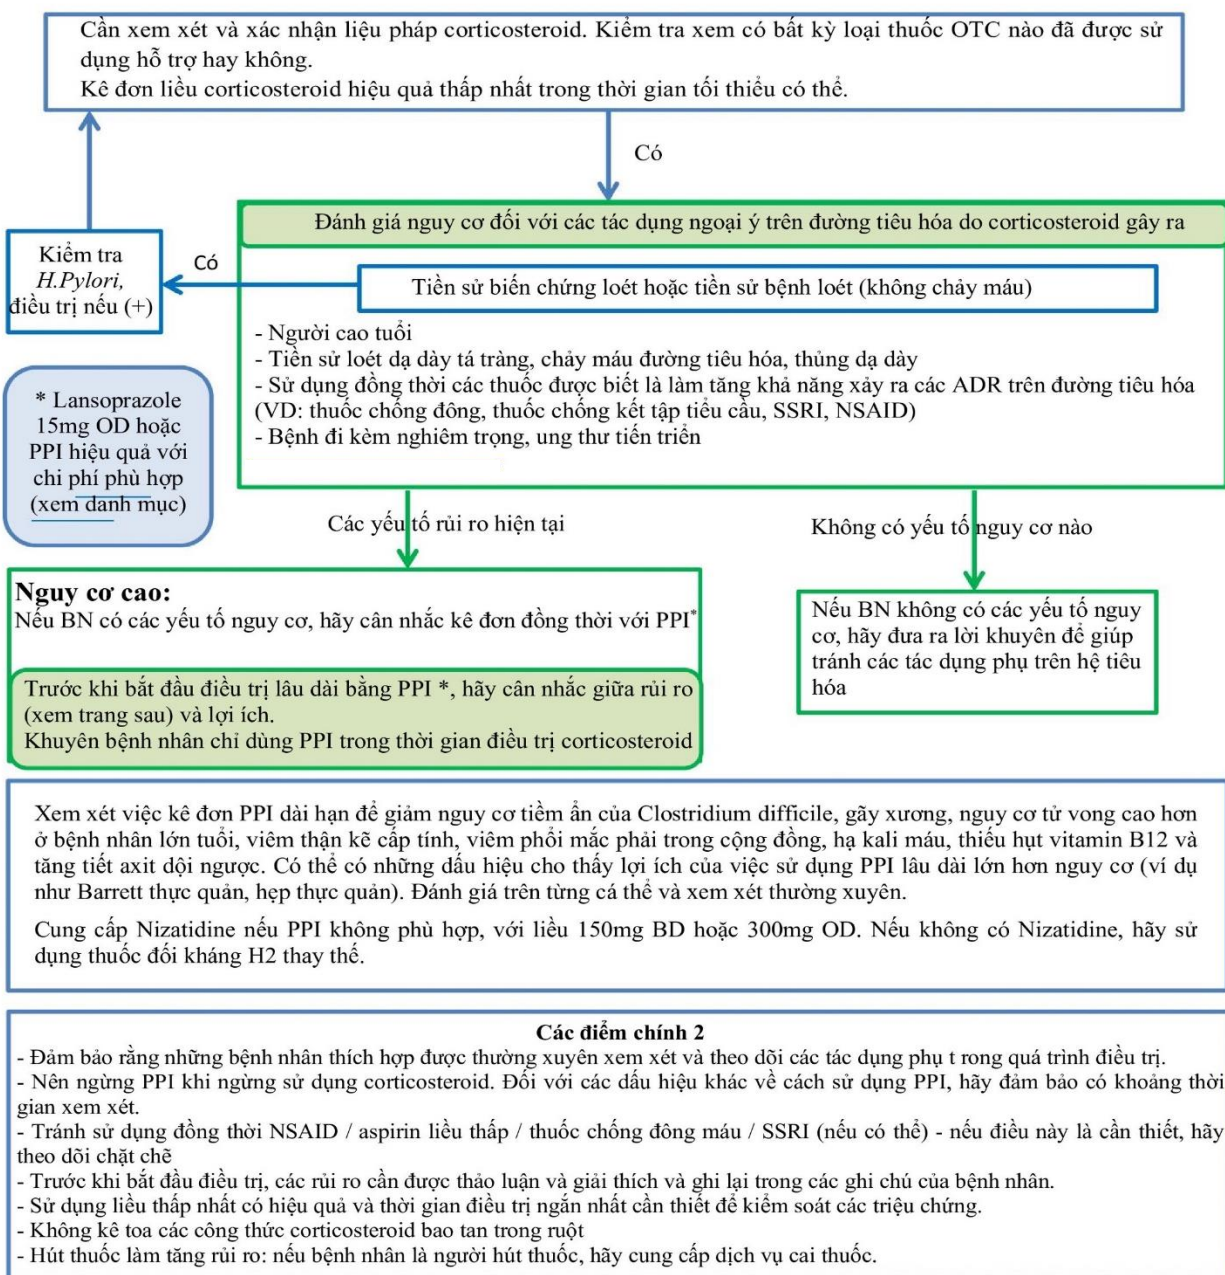 Cần xem xét và xác nhận liệu pháp corticosteroid. Kiểm tra xem có bất kỳ loại thuốc OTC nào đã được sử
dụng hỗ trợ hay không.
Kê đơn liều corticosteroid hiệu quả thấp nhất trong thời gian tối thiểu có thể.
Có
Đánh giá nguy cơ đối với các tác dụng ngoại ý trên đường tiêu hóa do corticosteroid gây ra
Kiểm tra
H.Pylori,
điều trị nếu (+)
Có
Tiền sử biến chứng loét hoặc tiền sử bệnh loét (không chảy máu)
- Người cao tuổi
- Tiền sử loét dạ dày tá tràng, chảy máu đường tiêu hóa, thủng dạ dày
- Sử dụng đồng thời các thuốc được biết là làm tăng khả năng xảy ra các ADR trên đường tiêu hóa
(VD: thuốc chống đông, thuốc chống kết tập tiểu cầu, SSRI, NSAID)
- Bệnh đi kèm nghiêm trọng, ung thư tiến triển
* Lansoprazole
15mg OD hoặc
PPI hiệu quả với
chi phí phù hợp
(xem danh mục)
Các yếu tố rủi ro hiện tại
Không có yếu tố nguy cơ nào
Nguy cơ cao:
Nếu BN có các yếu tố nguy cơ, hãy cân nhắc kê đơn đồng thời với PPI*
Trước khi bắt đầu điều trị lâu dài bằng PPI *, hãy cân nhắc giữa rủi ro
(xem trang sau) và lợi ích.
Khuyên bệnh nhân chỉ dùng PPI trong thời gian điều trị corticosteroid
Nếu BN không có các yếu tố nguy
cơ, hãy đưa ra lời khuyên để giúp
tránh các tác dụng phụ trên hệ tiêu
hóa
Xem xét việc kê đơn PPI dài hạn để giảm nguy cơ tiềm ẩn của Clostridium difficile, gãy xương, nguy cơ tử vong cao hơn
ở bệnh nhân lớn tuổi, viêm thận kẽ cấp tính, viêm phổi mắc phải trong cộng đồng, hạ kali máu, thiếu hụt vitamin B12 và
tăng tiết axit dội ngược. Có thể có những dấu hiệu cho thấy lợi ích của việc sử dụng PPI lâu dài lớn hơn nguy cơ (ví dụ
như Barrett thực quản, hẹp thực quản). Đánh giá trên từng cá thể và xem xét thường xuyên.
Cung cấp Nizatidine nếu PPI không phù hợp, với liều 150mg BD hoặc 300mg OD. Nếu không có Nizatidine, hãy sử
dụng thuốc đối kháng H2 thay thế.
Các điểm chính 2
- Đảm bảo rằng những bệnh nhân thích hợp được thường xuyên xem xét và theo dõi các tác dụng phụ t rong quá trình điều trị.
- Nên ngừng PPI khi ngừng sử dụng corticosteroid. Đối với các dấu hiệu khác về cách sử dụng PPI, hãy đảm bảo có khoảng thời
gian xem xét.
- Tránh sử dụng đồng thời NSAID / aspirin liều thấp / thuốc chống đông máu / SSRI (nếu có thể) - nếu điều này là cần thiết, hãy
theo dõi chặt chẽ
- Trước khi bắt đầu điều trị, các rủi ro cần được thảo luận và giải thích và ghi lại trong các ghi chú của bệnh nhân.
- Sử dụng liều thấp nhất có hiệu quả và thời gian điều trị ngắn nhất cần thiết để kiểm soát các triệu chứng.
- Không kê toa các công thức corticosteroid bao tan trong ruột
- Hút thuốc làm tăng rủi ro: nếu bệnh nhân là người hút thuốc, hãy cung cấp dịch vụ cai thuốc.